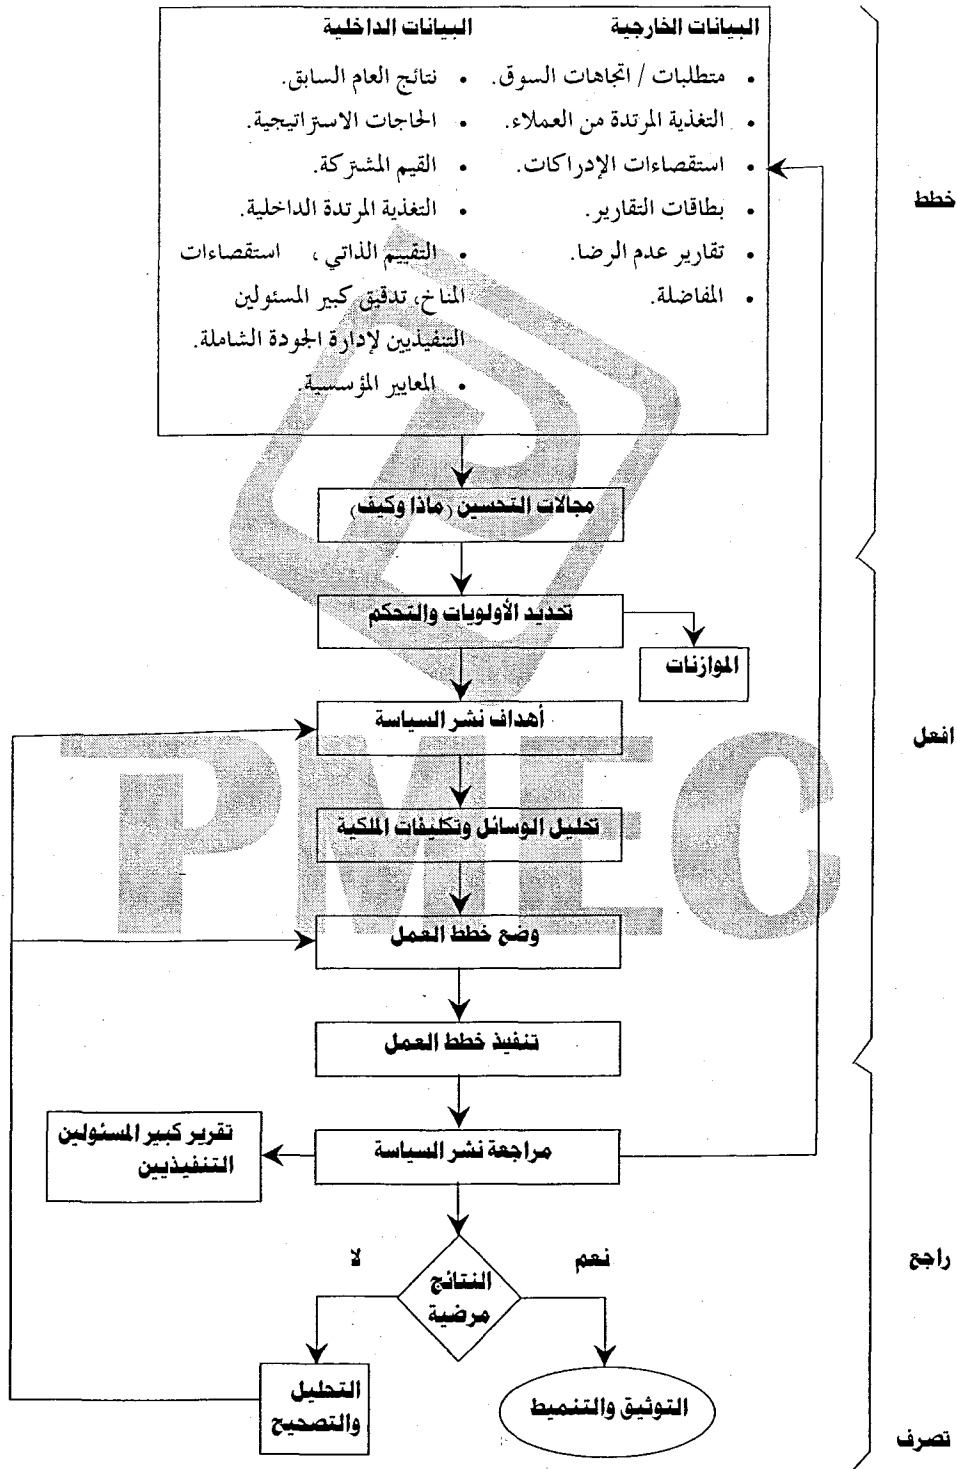 البيانات الخارجية
• متطلبات / اتجاهات السوق.
• التغذية المرتدة من العملاء.
• استقصاءات الإدراكات.
• بطاقات التقارير.
• تقارير عدم الرضا.
• المفاضلة.
البيانات الداخلية
• نتائج العام السابق.
• الحاجات الاستراتيجية.
• القيم المشتركة.
• التغذية المرتدة الداخلية.
• التقييم الذاتي ، استقصاءات
المناخ، تدقيق كبير المسئولين
التنفيذيين لإدارة الجودة الشاملة.
• المعايير المؤسسية.
خطط
مجالات التحسين (ماذا وكيف)
تحديد الأولويات والتحكم
الموازنات
أهداف نشر السياسة
افعل
PMEC
تحليل الوسائل وتكليفات الملكية
وضع خطط العمل
تنفيذ خطط العمل
مراجعة نشر السياسة
تقرير كبير المسئولين
التنفيذيين
راجع
نعم
لا
النتائج
مرضية
التوثيق والتنميط
التحليل
والتصحيح
تصرف